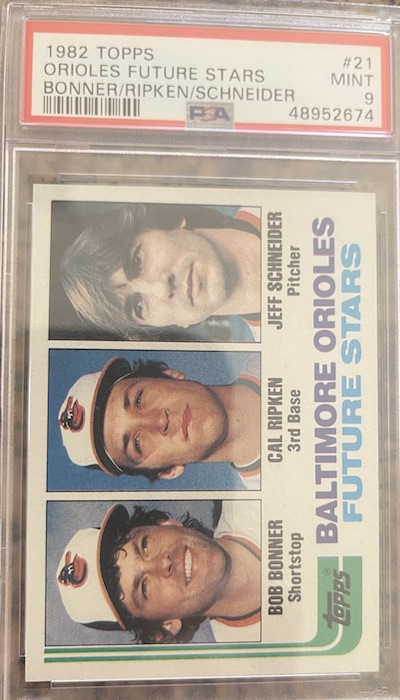 1982 TOPPS
ORIOLES FUTURE STARS
BONNER/RIPKEN/SCHNEIDER
#21
MINT
9
48952674
PSA
BOB BONNER
Shortstop
CAL RIPKEN
3rd Base
JEFF SCHNEIDER
Pitcher
topps®
BALTIMORE ORIOLES
FUTURE STARS